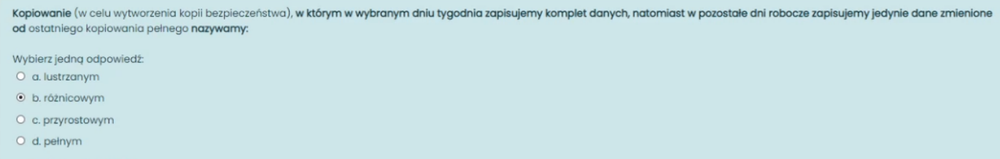 Kopiowanie (w celu wytworzenia kopii bezpieczeństwa), w którym w wybranym dniu tygodnia zapisujemy komplet danych, natomiast w pozostałe dni robocze zapisujemy jedynie dane zmienione
od ostatniego kopiowania pełnego nazywamy:
Wybierz jedną odpowiedź:
a. lustrzanym
b. różnicowym
c. przyrostowym
d. pełnym